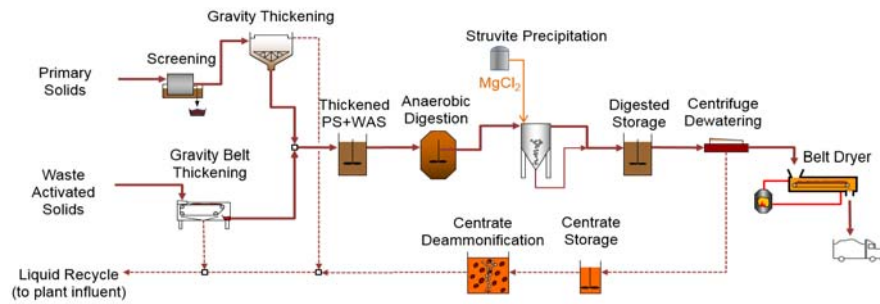 Gravity Thickening
Screening
Primary
Solids
Struvite Precipitation
MgCl2
Thickened
PS+WAS
Anaerobic
Digestion
Digested
Storage
Centrifuge
Dewatering
Belt Dryer
Gravity Belt
Thickening
Waste
Activated
Solids
Centrate
Deammonification
Centrate
Storage
Liquid Recycle
(to plant influent)